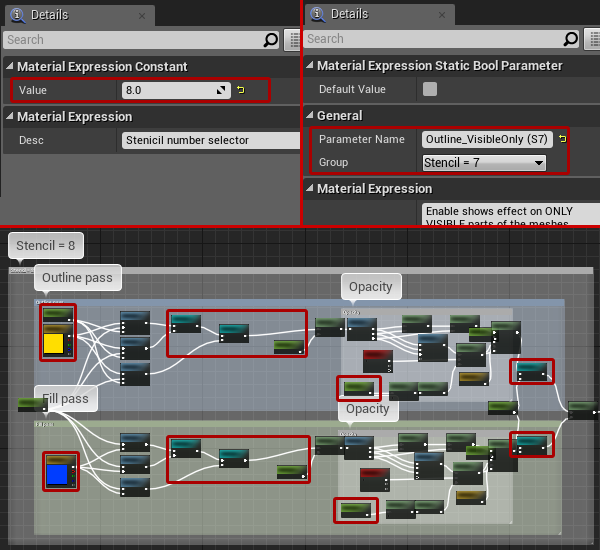 Details
Search
Material Expression Constant
Value 8.0
Material Expression
Desc Stenicil number selector
Details
Search
Material Expression Static Bool Parameter
Default Value
General
Parameter Name Outline_VisibleOnly (S7)
Group Stencil = 7
Material Expression
Enable shows effect on ONLY
VISIBLE parts of the meshes
Stencil = 8
Outline pass
Opacity
Fill pass
Opacity